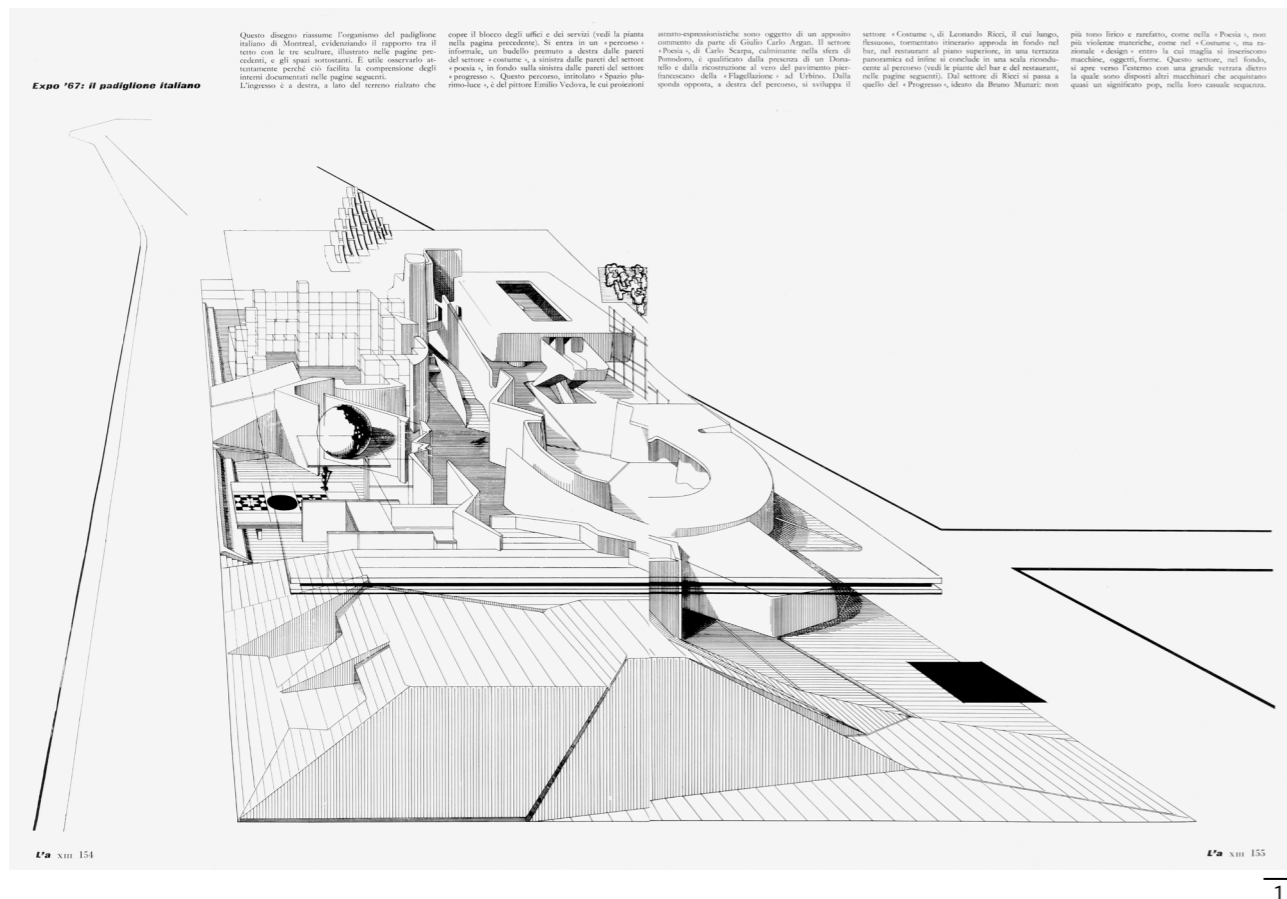 Expo '67: il padiglione italiano
Questo disegno riassume l'organismo del padiglione
italiano di Montreal, evidenziando il rapporto tra il
tetto con le tre sculture, illustrato nelle pagine pre-
cedenti, e gli spazi sottostanti. È utile osservarlo at-
tentamente perché ciò facilita la comprensione degli
interni documentati nelle pagine seguenti.
L'ingresso è a destra, a lato del terreno rialzato che
copre il blocco degli uffici e dei servizi (vedi la pianta
nella pagina precedente). Si entra in un « percorso »
informale, un budello premuto a destra dalle pareti
del settore « costume », a sinistra dalle pareti del settore
« poesia », in fondo sulla sinistra dalle pareti del settore
« progresso ». Questo percorso, intitolato « Spazio plu-
rimo-luce », è del pittore Emilio Vedova, le cui proiezioni
astratto-espressionistiche sono oggetto di un apposito
commento da parte di Giulio Carlo Argan. Il settore
« Poesia », di Carlo Scarpa, culminante nella sfera di
Pomodoro, è qualificato dalla presenza di un Dona-
tello e dalla ricostruzione al vero del pavimento pier-
francescano della « Flagellazione » ad Urbino. Dalla
sponda opposta, a destra del percorso, si sviluppa il
settore « Costume », di Leonardo Ricci, il cui lungo,
flessuoso, tormentato itinerario approda in fondo nel
bar, nel restaurant al piano superiore, in una terrazza
panoramica ed infine si conclude in una scala ricondu-
cente al percorso (vedi le piante del bar e del restaurant,
nelle pagine seguenti). Dal settore di Ricci si passa a
quello del « Progresso », ideato da Bruno Munari: non
più tono lirico e rarefatto, come nella « Poesia », non
più violenze materiche, come nel « Costume », ma ra-
zionale « design » entro la cui maglia si inseriscono
macchine, oggetti, forme. Questo settore, nel fondo,
si apre verso l'esterno con una grande vetrata dietro
la quale sono disposti altri macchinari che acquistano
quasi un significato pop, nella loro casuale sequenza.
L'a XIII 154
L'a XIII 155
1